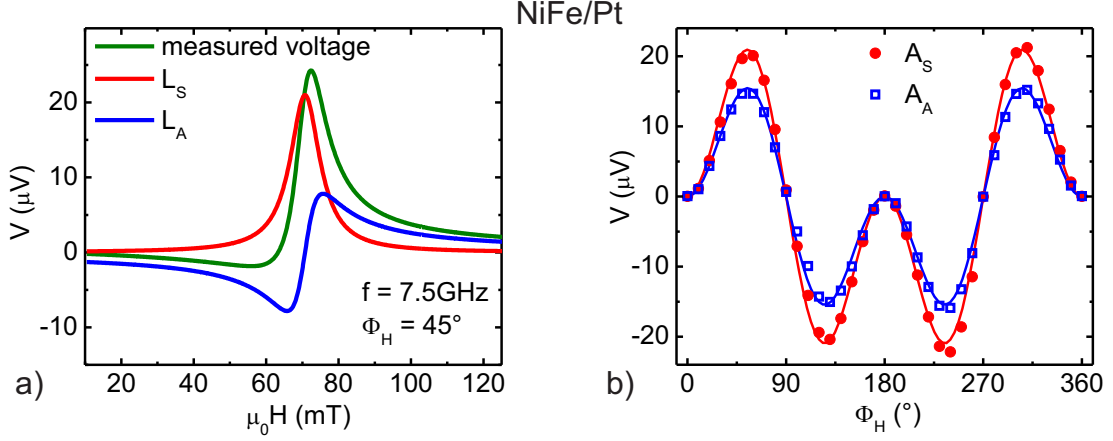 NiFe/Pt
measured voltage
L_S
L_A
f = 7.5GHz
Φ_H = 45°
V (μV)
20
10
0
-10
20
40
60
80
100
120
μ₀H (mT)
a)
A_S
A_A
V (μV)
20
10
0
-10
-20
0
90
180
270
360
Φ_H (°)
b)